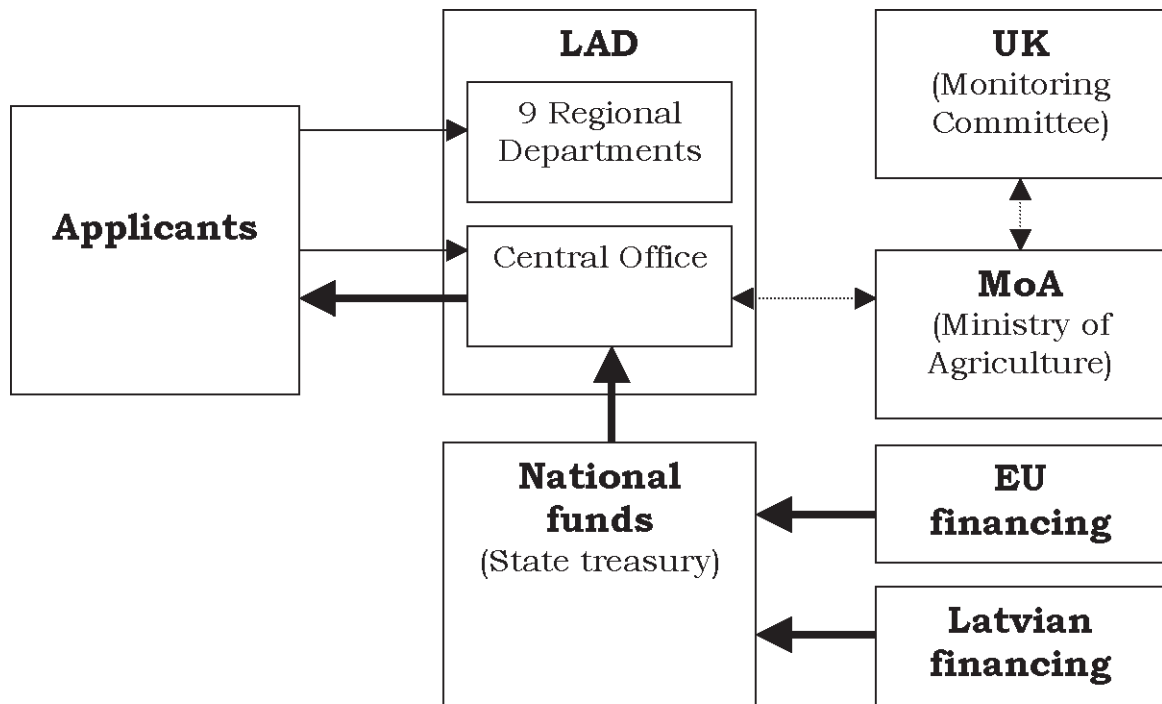 LAD
9 Regional
Departments
Central Office
Applicants
UK
(Monitoring
Committee)
MoA
(Ministry of
Agriculture)
National
funds
(State treasury)
EU
financing
Latvian
financing